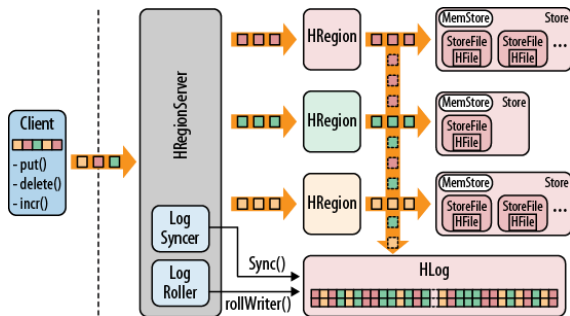 Client
- put()
- delete()
- incr()
HRegionServer
Log
Syncer
Log
Roller
Sync()
rollWriter()
HRegion
MemStore
Store
StoreFile
HFile
StoreFile
HFile
...
HRegion
MemStore
Store
StoreFile
HFile
HRegion
MemStore
Store
StoreFile
HFile
StoreFile
HFile
...
HLog